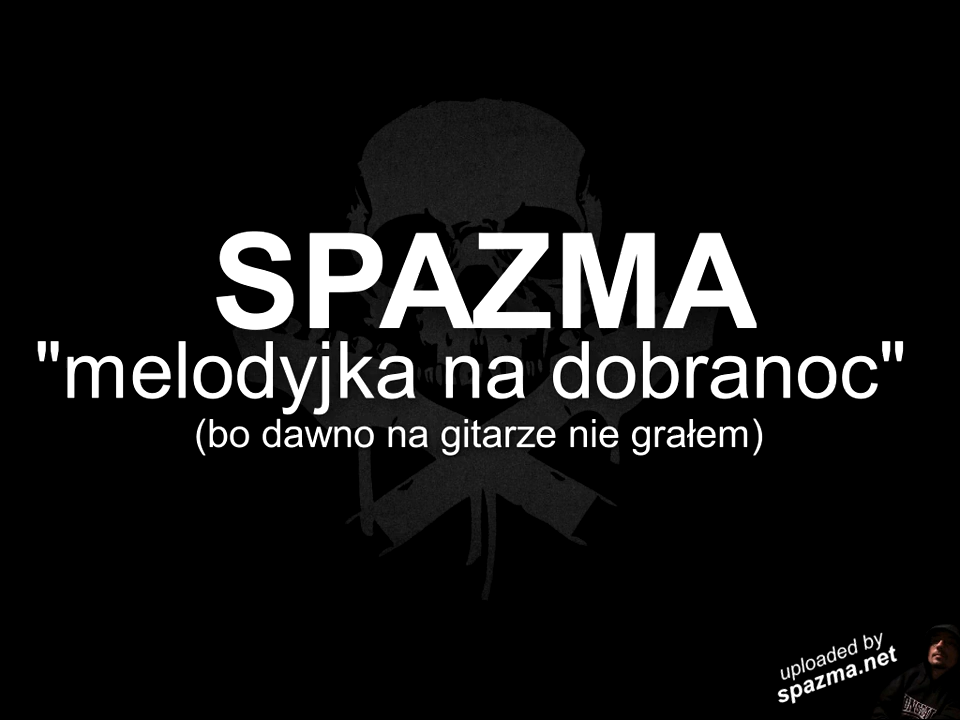 SPAZMA
"melodyjka na dobranoc"
(bo dawno na gitarze nie grałem)
uploaded by
spazma.net